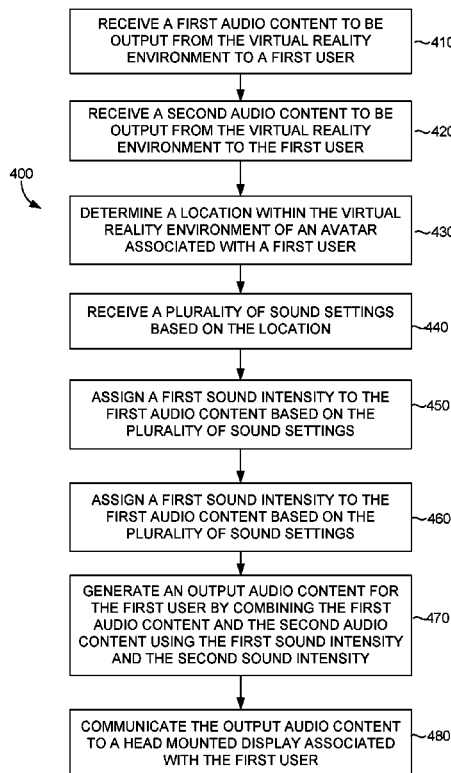 RECEIVE A FIRST AUDIO CONTENT TO BE
OUTPUT FROM THE VIRTUAL REALITY
ENVIRONMENT TO A FIRST USER
410
RECEIVE A SECOND AUDIO CONTENT TO BE
OUTPUT FROM THE VIRTUAL REALITY
ENVIRONMENT TO THE FIRST USER
420
400
DETERMINE A LOCATION WITHIN THE VIRTUAL
REALITY ENVIRONMENT OF AN AVATAR
ASSOCIATED WITH A FIRST USER
430
RECEIVE A PLURALITY OF SOUND SETTINGS
BASED ON THE LOCATION
440
ASSIGN A FIRST SOUND INTENSITY TO THE
FIRST AUDIO CONTENT BASED ON THE
PLURALITY OF SOUND SETTINGS
450
ASSIGN A FIRST SOUND INTENSITY TO THE
FIRST AUDIO CONTENT BASED ON THE
PLURALITY OF SOUND SETTINGS
460
GENERATE AN OUTPUT AUDIO CONTENT FOR
THE FIRST USER BY COMBINING THE FIRST
AUDIO CONTENT AND THE SECOND AUDIO
CONTENT USING THE FIRST SOUND INTENSITY
AND THE SECOND SOUND INTENSITY
470
COMMUNICATE THE OUTPUT AUDIO CONTENT
TO A HEAD MOUNTED DISPLAY ASSOCIATED
WITH THE FIRST USER
480